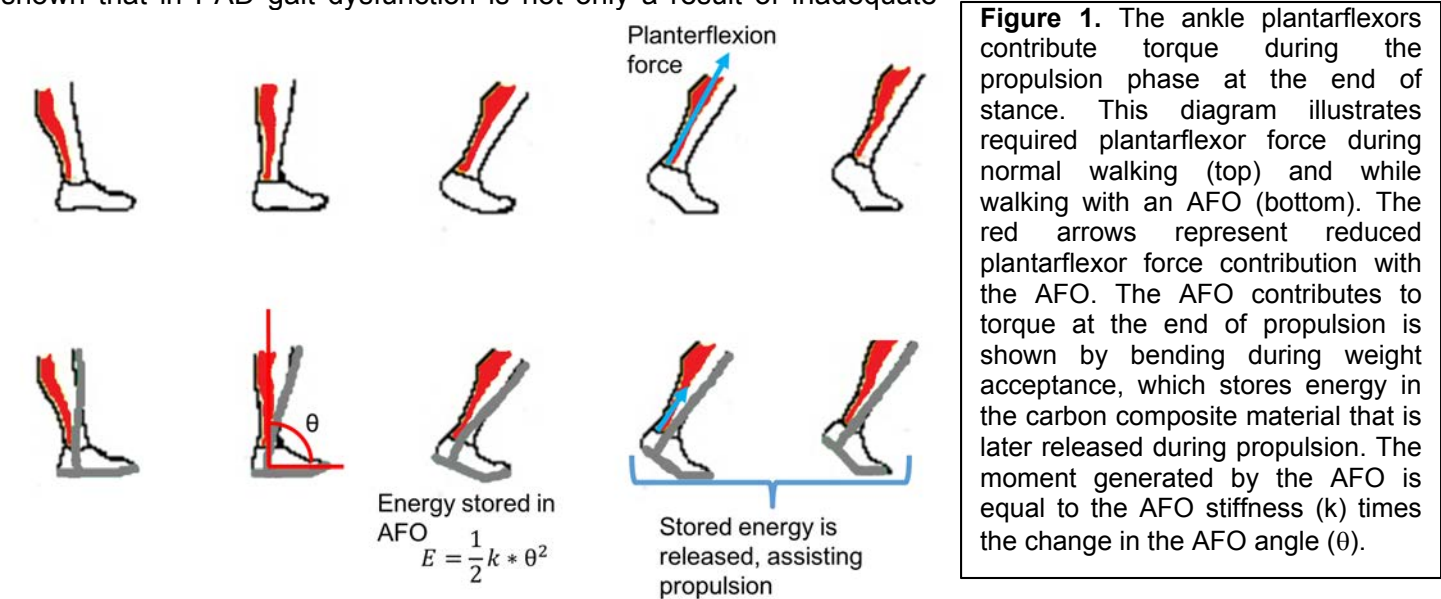 shown that in PAD gait dysfunction is not only a result of inadequate
Planterflexion
force
θ
Energy stored in
AFO
E = 1/2 k * θ²
Stored energy is
released, assisting
propulsion
Figure 1. The ankle plantarflexors
contribute torque during the
propulsion phase at the end of
stance. This diagram illustrates
required plantarflexor force during
normal walking (top) and while
walking with an AFO (bottom). The
red arrows represent reduced
plantarflexor force contribution with
the AFO. The AFO contributes to
torque at the end of propulsion is
shown by bending during weight
acceptance, which stores energy in
the carbon composite material that is
later released during propulsion. The
moment generated by the AFO is
equal to the AFO stiffness (k) times
the change in the AFO angle (θ).